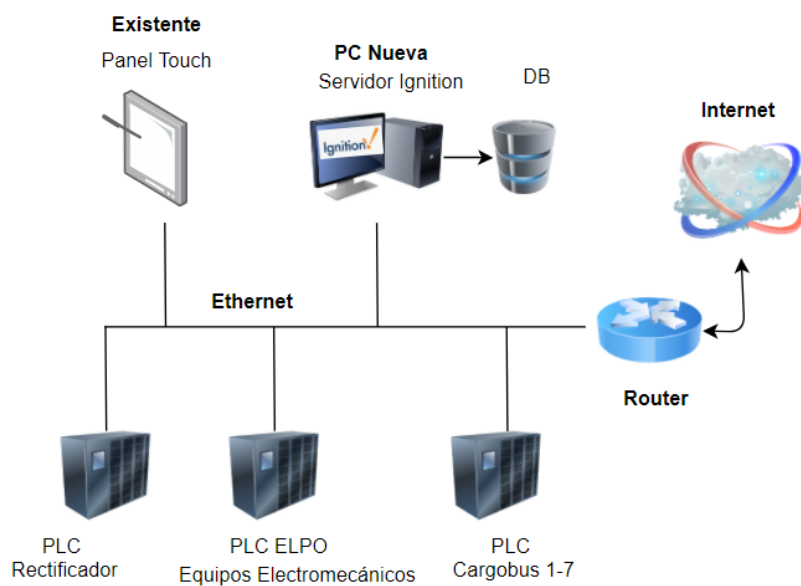 Existente
Panel Touch
PC Nueva
Servidor Ignition
DB
Ignition!
Internet
Ethernet
Router
PLC
Rectificador
PLC ELPO
Equipos Electromecánicos
PLC
Cargobus 1-7